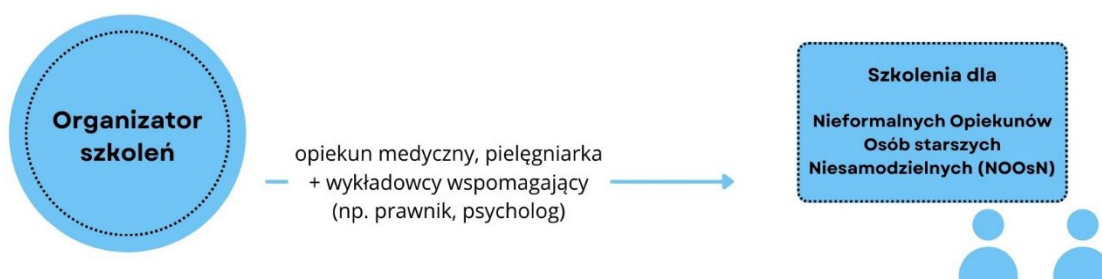 Organizator
szkoleń
opiekun medyczny, pielęgniarka
+ wykładowcy wspomagający
(np. prawnik, psycholog)
Szkolenia dla
Nieformalnych Opiekunów
Osób starszych
Niesamodzielnych (NOOsN)